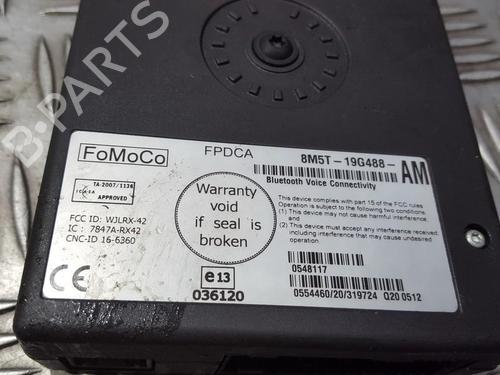 B-PARTS
FoMoCo
FPDCA
8M5T-19G488-
AM
Bluetooth Voice Connectivity
TA-2007/1136
ICASA
APPROVED
Warranty
void
if seal is
broken
This device complies with part 15 of the FCC rules
Operation is subject to the following two conditions;
(1) This device may not cause harmful interference,
and
(2) This device must accept any interference
received, including interference that may cause undesired
operation.
FCC ID: WJLRX-42
IC : 7847A-RX42
CNC-ID 16-6360
CE
e13
036120
0548117
0554460/20/319724 Q20 0512